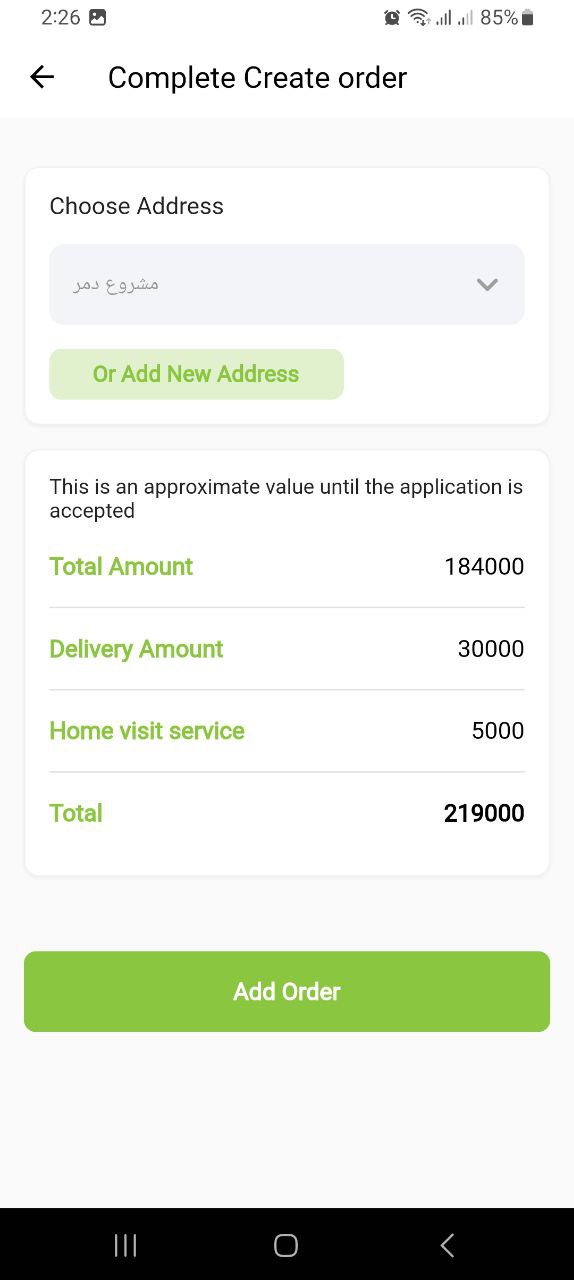 2:26
85%
Complete Create order
Choose Address
مشروع دمر
Or Add New Address
This is an approximate value until the application is
accepted
Total Amount 184000
Delivery Amount 30000
Home visit service 5000
Total 219000
Add Order